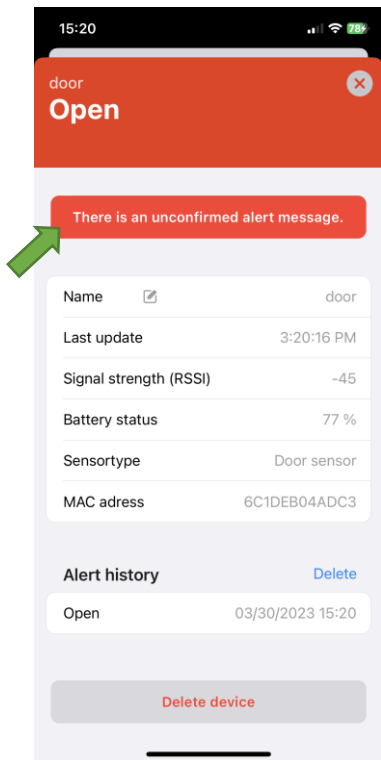 15:20
78
door
Open
There is an unconfirmed alert message.
Name door
Last update 3:20:16 PM
Signal strength (RSSI) -45
Battery status 77 %
Sensortype Door sensor
MAC adress 6C1DEB04ADC3
Alert history Delete
Open 03/30/2023 15:20
Delete device